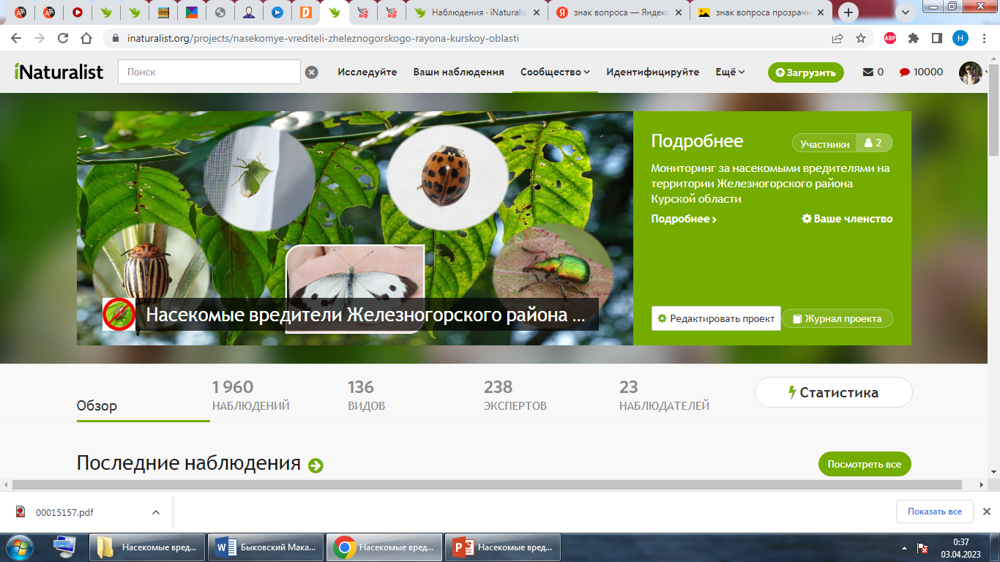 Наблюдения · iNaturalis
знак вопроса — Яндекс
знак вопроса прозрачн
inaturalist.org/projects/nasekomye-vrediteli-zheleznogorskogo-rayona-kurskoy-oblasti
ABP
H
iNaturalist
Поиск
Исследуйте
Ваши наблюдения
Сообщество
Идентифицируйте
Ещё
Загрузить
0
10000
Подробнее
Участники 2
Мониторинг за насекомыми вредителями на
территории Железногорского района
Курской области
Подробнее
Ваше членство
Насекомые вредители Железногорского района ...
Редактировать проект
Журнал проекта
Обзор
1 960
НАБЛЮДЕНИЙ
136
ВИДОВ
238
ЭКСПЕРТОВ
23
НАБЛЮДАТЕЛЕЙ
Статистика
Последние наблюдения
Посмотреть все
00015157.pdf
Показать все
Насекомые вред...
Быковский Мака...
Насекомые вред...
Насекомые вред...
0:37
03.04.2023